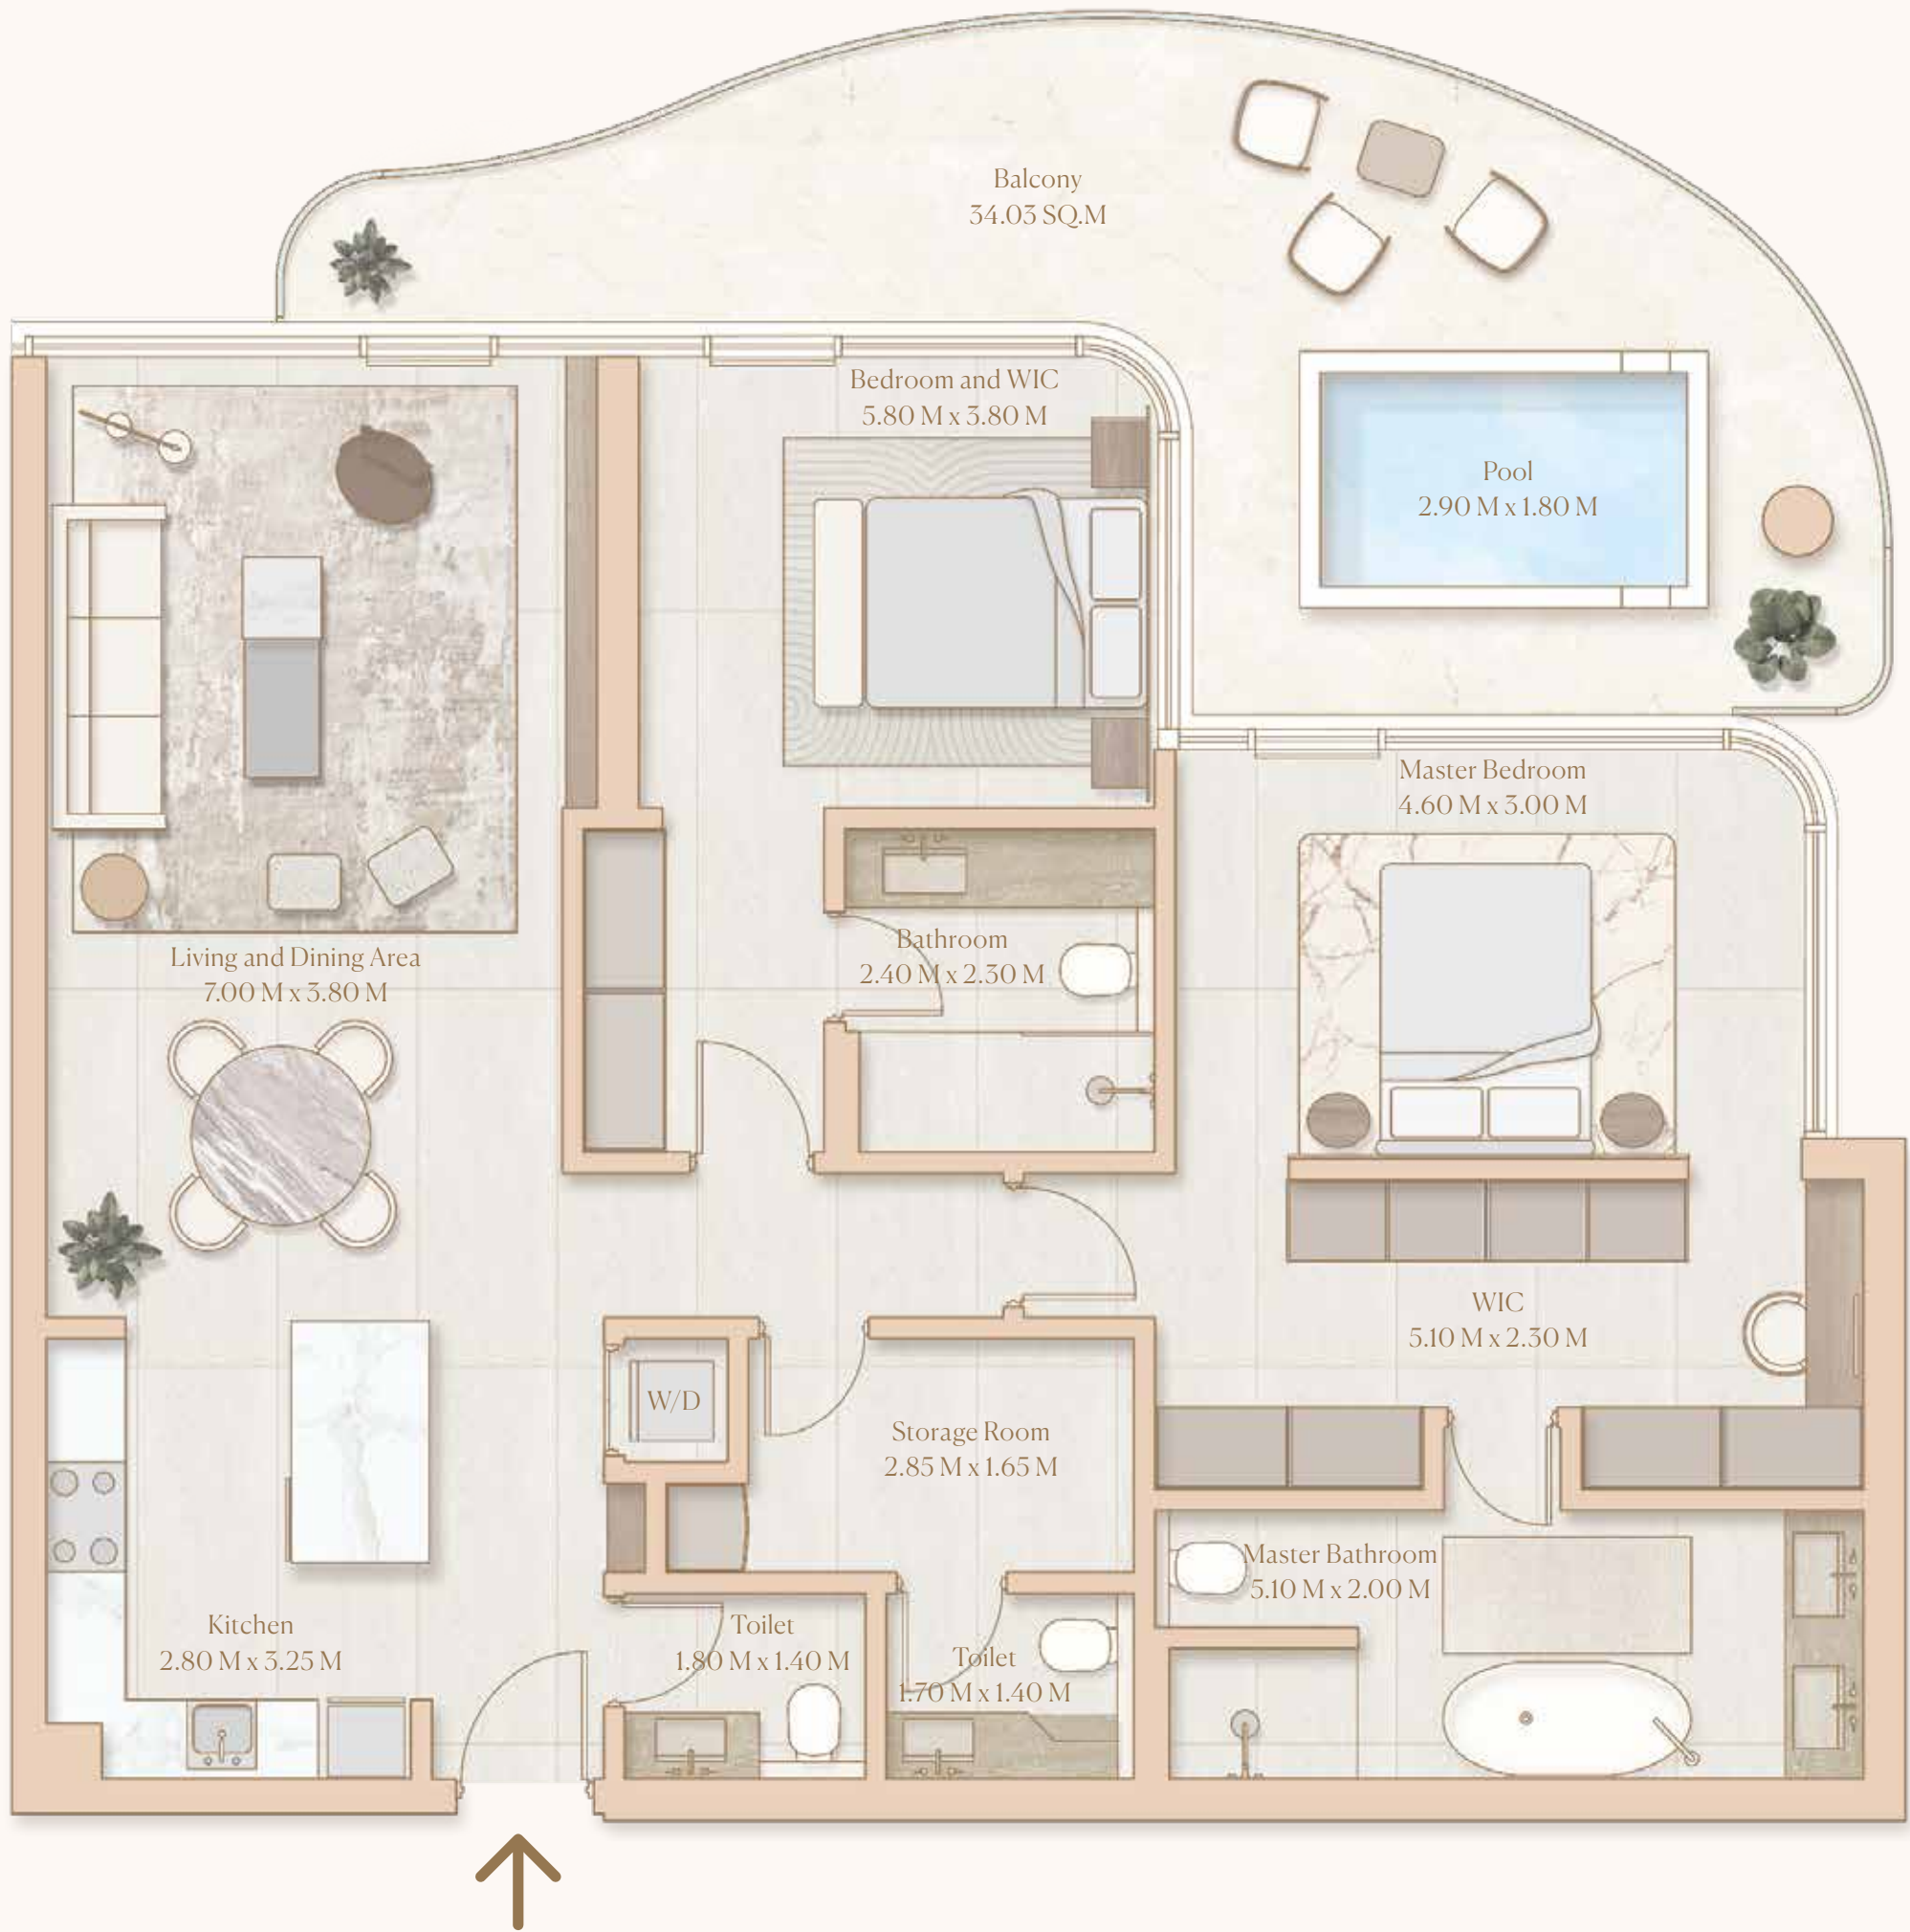 Balcony
34.03 SQ.M
Bedroom and WIC
5.80 M x 3.80 M
Pool
2.90 M x 1.80 M
Master Bedroom
4.60 M x 3.00 M
Living and Dining Area
7.00 M x 3.80 M
Bathroom
2.40 M x 2.30 M
WIC
5.10 M x 2.30 M
W/D
Storage Room
2.85 M x 1.65 M
Master Bathroom
5.10 M x 2.00 M
Kitchen
2.80 M x 3.25 M
Toilet
1.80 M x 1.40 M
Toilet
1.70 M x 1.40 M